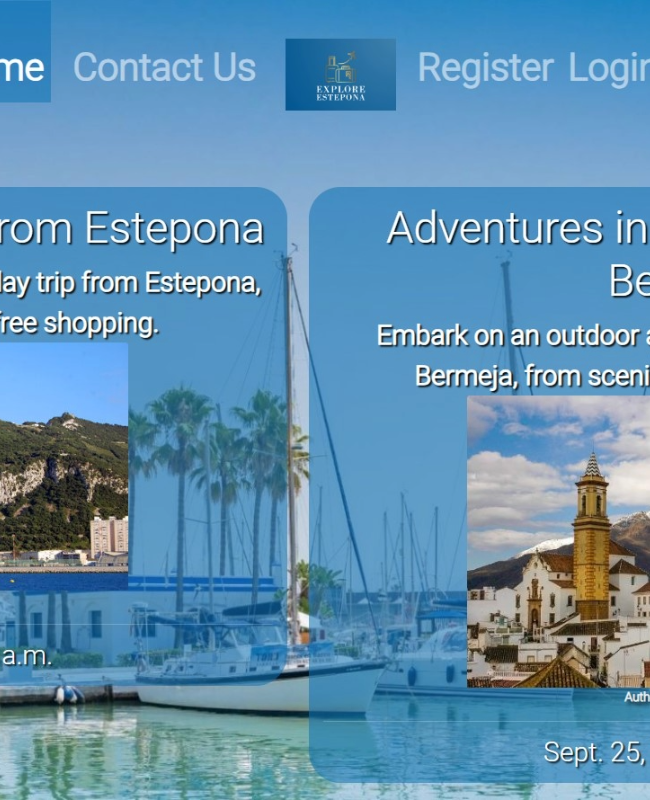 me Contact Us EXPLORE ESTEPONA Register Login
rom Estepona
day trip from Estepona,
free shopping.
a.m.
Adventures in
Be
Embark on an outdoor a
Bermeja, from sceni
Auth
Sept. 25,